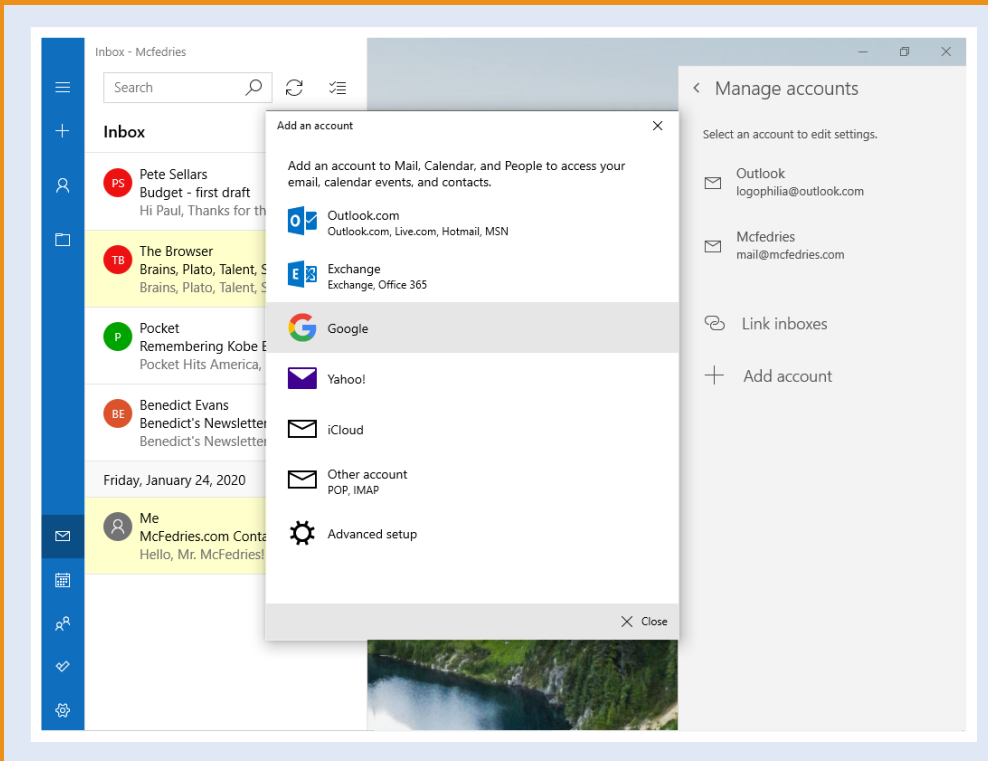 Inbox - Mcfedries
Search
Inbox
PS
Pete Sellars
Budget - first draft
Hi Paul, Thanks for th
TB
The Browser
Brains, Plato, Talent, S
Brains, Plato, Talent, S
P
Pocket
Remembering Kobe B
Pocket Hits America,
BE
Benedict Evans
Benedict's Newsletter
Benedict's Newsletter
Friday, January 24, 2020
Me
McFedries.com Conta
Hello, Mr. McFedries!
Add an account
Add an account to Mail, Calendar, and People to access your
email, calendar events, and contacts.
Outlook.com
Outlook.com, Live.com, Hotmail, MSN
Exchange
Exchange, Office 365
Google
Yahoo!
iCloud
Other account
POP, IMAP
Advanced setup
Close
Manage accounts
Select an account to edit settings.
Outlook
logophilia@outlook.com
Mcfedries
mail@mcfedries.com
Link inboxes
Add account